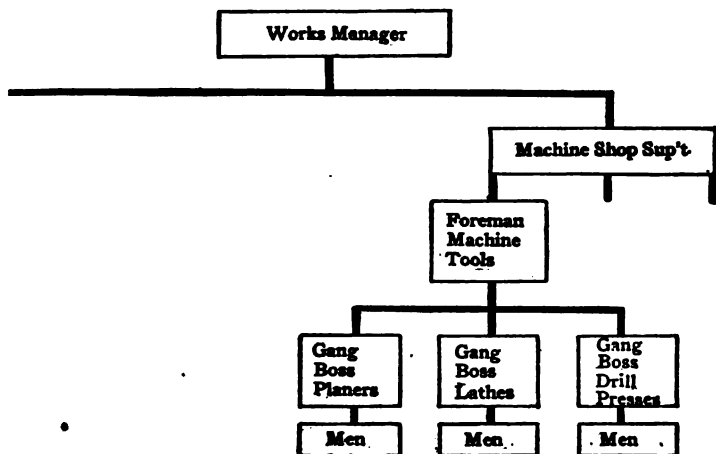 Works Manager
Machine Shop Sup't.
Foreman
Machine
Tools
Gang
Boss
Planers
Gang
Boss
Lathes
Gang
Boss
Drill
Presses
Men
Men
Men